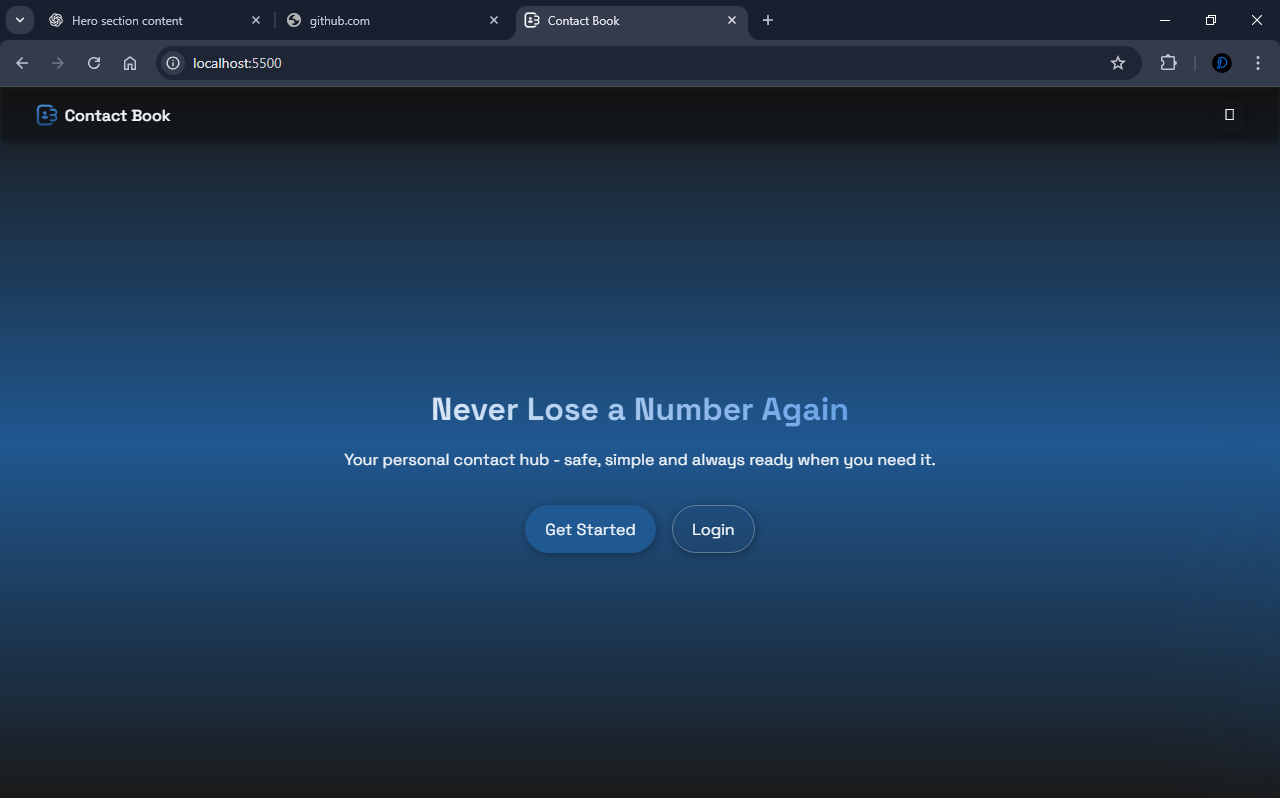 Hero section content
github.com
Contact Book
localhost:5500
Contact Book
Never Lose a Number Again
Your personal contact hub - safe, simple and always ready when you need it.
Get Started
Login